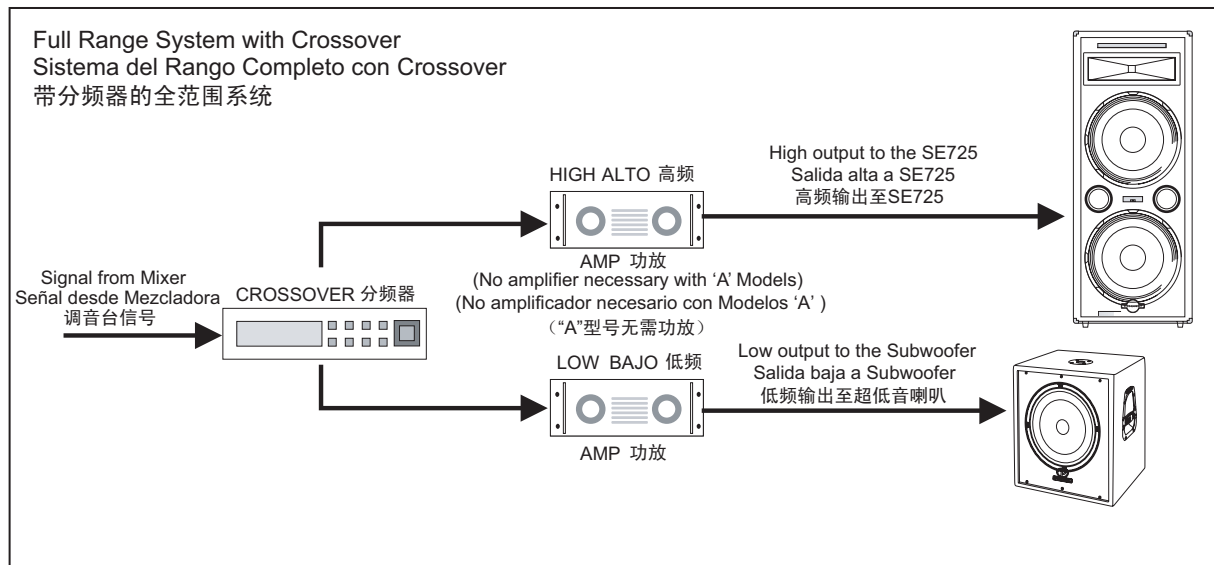 Full Range System with Crossover
Sistema del Rango Completo con Crossover
带分频器的全范围系统
HIGH ALTO 高频
High output to the SE725
Salida alta a SE725
高频输出至SE725
AMP 功放
(No amplifier necessary with ‘A’ Models)
(No amplificador necesario con Modelos ‘A’ )
（“A”型号无需功放）
Signal from Mixer
Señal desde Mezcladora
调音台信号
CROSSOVER 分频器
LOW BAJO 低频
Low output to the Subwoofer
Salida baja a Subwoofer
低频输出至超低音喇叭
AMP 功放